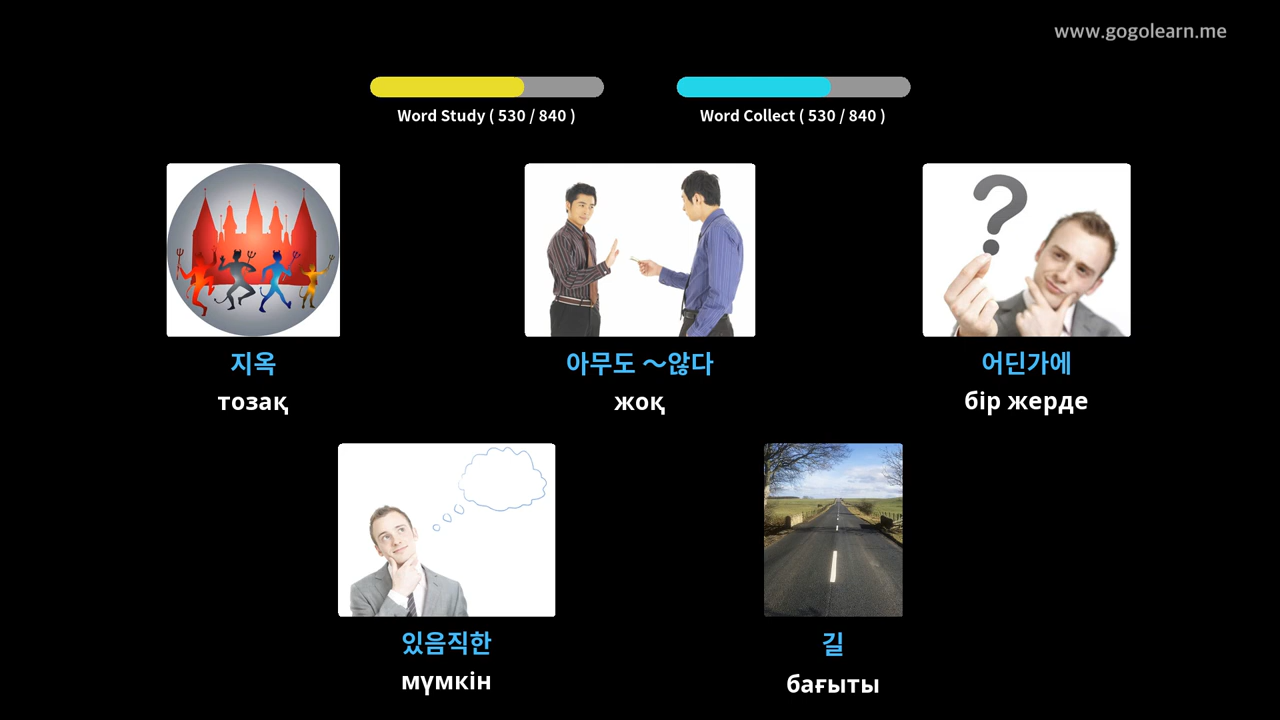 www.gogolearn.me
Word Study ( 530 / 840 )
Word Collect ( 530 / 840 )
지옥
тозақ
아무도 ～않다
жоқ
어딘가에
бір жерде
있음직한
мүмкін
길
бағыты